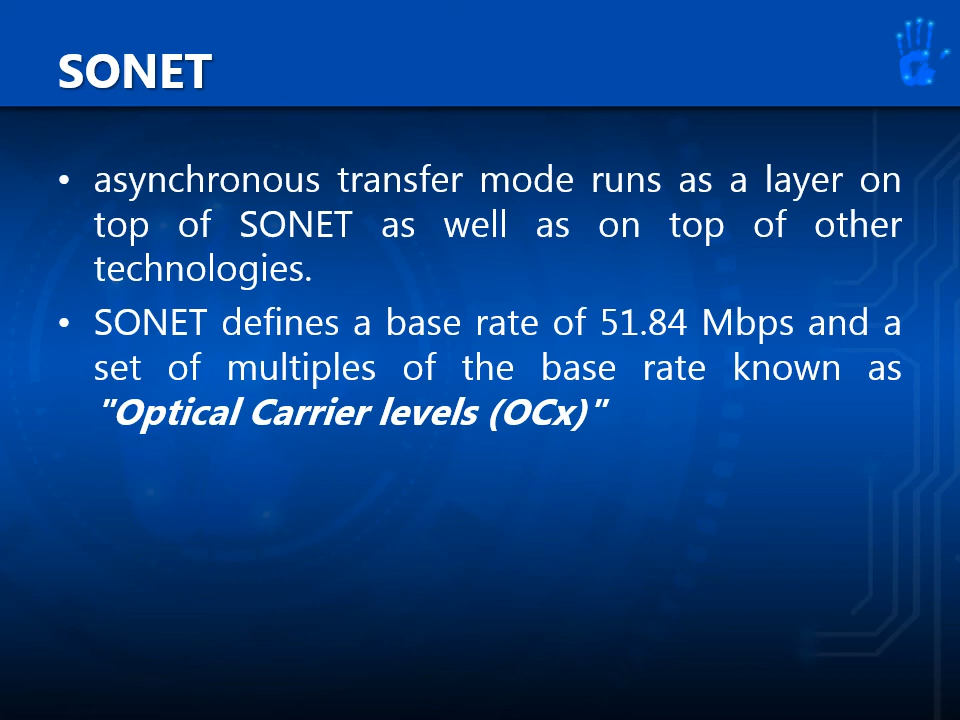 SONET
• asynchronous transfer mode runs as a layer on
top of SONET as well as on top of other
technologies.
• SONET defines a base rate of 51.84 Mbps and a
set of multiples of the base rate known as
"Optical Carrier levels (OCx)"